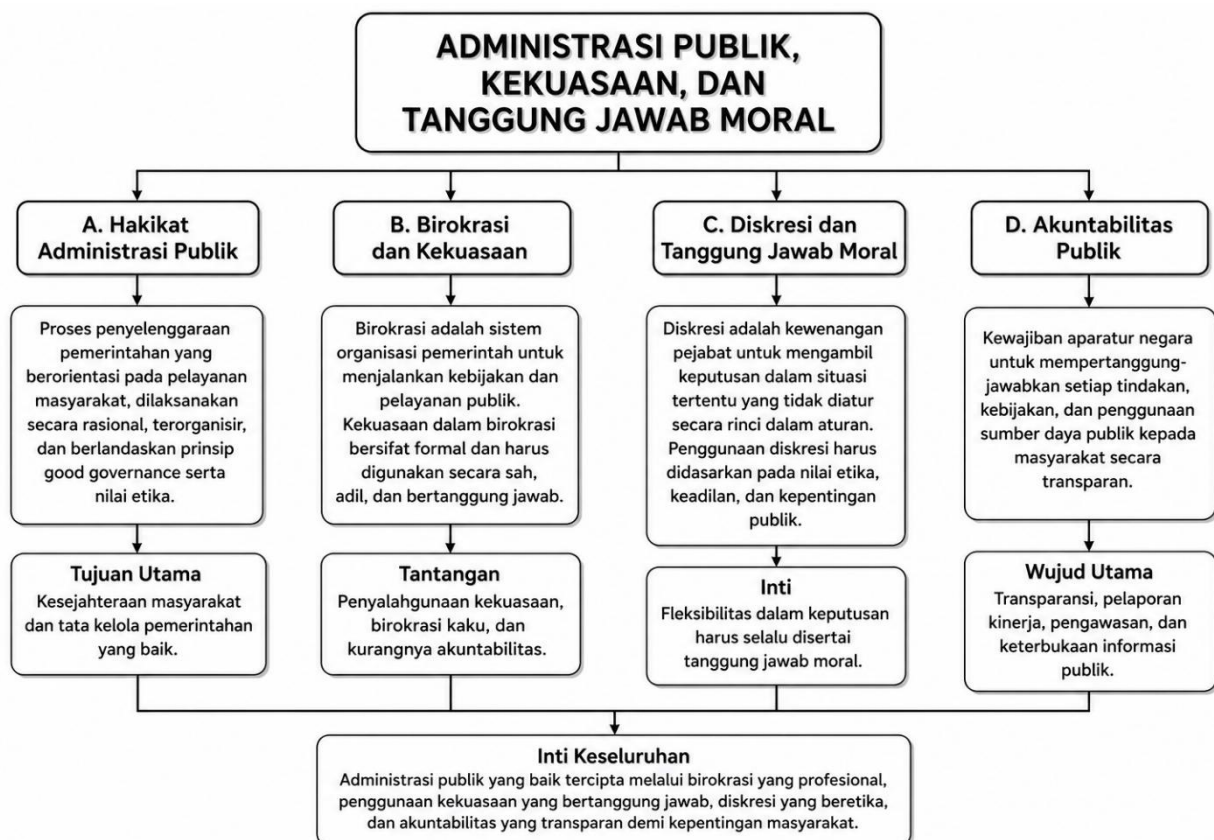 ADMINISTRASI PUBLIK,
KEKUASAAN, DAN
TANGGUNG JAWAB MORAL
A. Hakikat
Administrasi Publik
Proses penyelenggaraan
pemerintahan yang
berorientasi pada pelayanan
masyarakat, dilaksanakan
secara rasional, terorganisir,
dan berlandaskan prinsip
good governance serta
nilai etika.
Tujuan Utama
Kesejahteraan masyarakat
dan tata kelola pemerintahan
yang baik.
B. Birokrasi
dan Kekuasaan
Birokrasi adalah sistem
organisasi pemerintah untuk
menjalankan kebijakan dan
pelayanan publik.
Kekuasaan dalam birokrasi
bersifat formal dan harus
digunakan secara sah,
adil, dan bertanggung jawab.
Tantangan
Penyalahgunaan kekuasaan,
birokrasi kaku, dan
kurangnya akuntabilitas.
C. Diskresi dan
Tanggung Jawab Moral
Diskresi adalah kewenangan
pejabat untuk mengambil
keputusan dalam situasi
tertentu yang tidak diatur
secara rinci dalam aturan.
Penggunaan diskresi harus
didasarkan pada nilai etika,
keadilan, dan kepentingan
publik.
Inti
Fleksibilitas dalam keputusan
harus selalu disertai
tanggung jawab moral.
D. Akuntabilitas
Publik
Kewajiban aparatur negara
untuk mempertanggung-
jawabkan setiap tindakan,
kebijakan, dan penggunaan
sumber daya publik kepada
masyarakat secara
transparan.
Wujud Utama
Transparansi, pelaporan
kinerja, pengawasan, dan
keterbukaan informasi
publik.
Inti Keseluruhan
Administrasi publik yang baik tercipta melalui birokrasi yang profesional,
penggunaan kekuasaan yang bertanggung jawab, diskresi yang beretika,
dan akuntabilitas yang transparan demi kepentingan masyarakat.